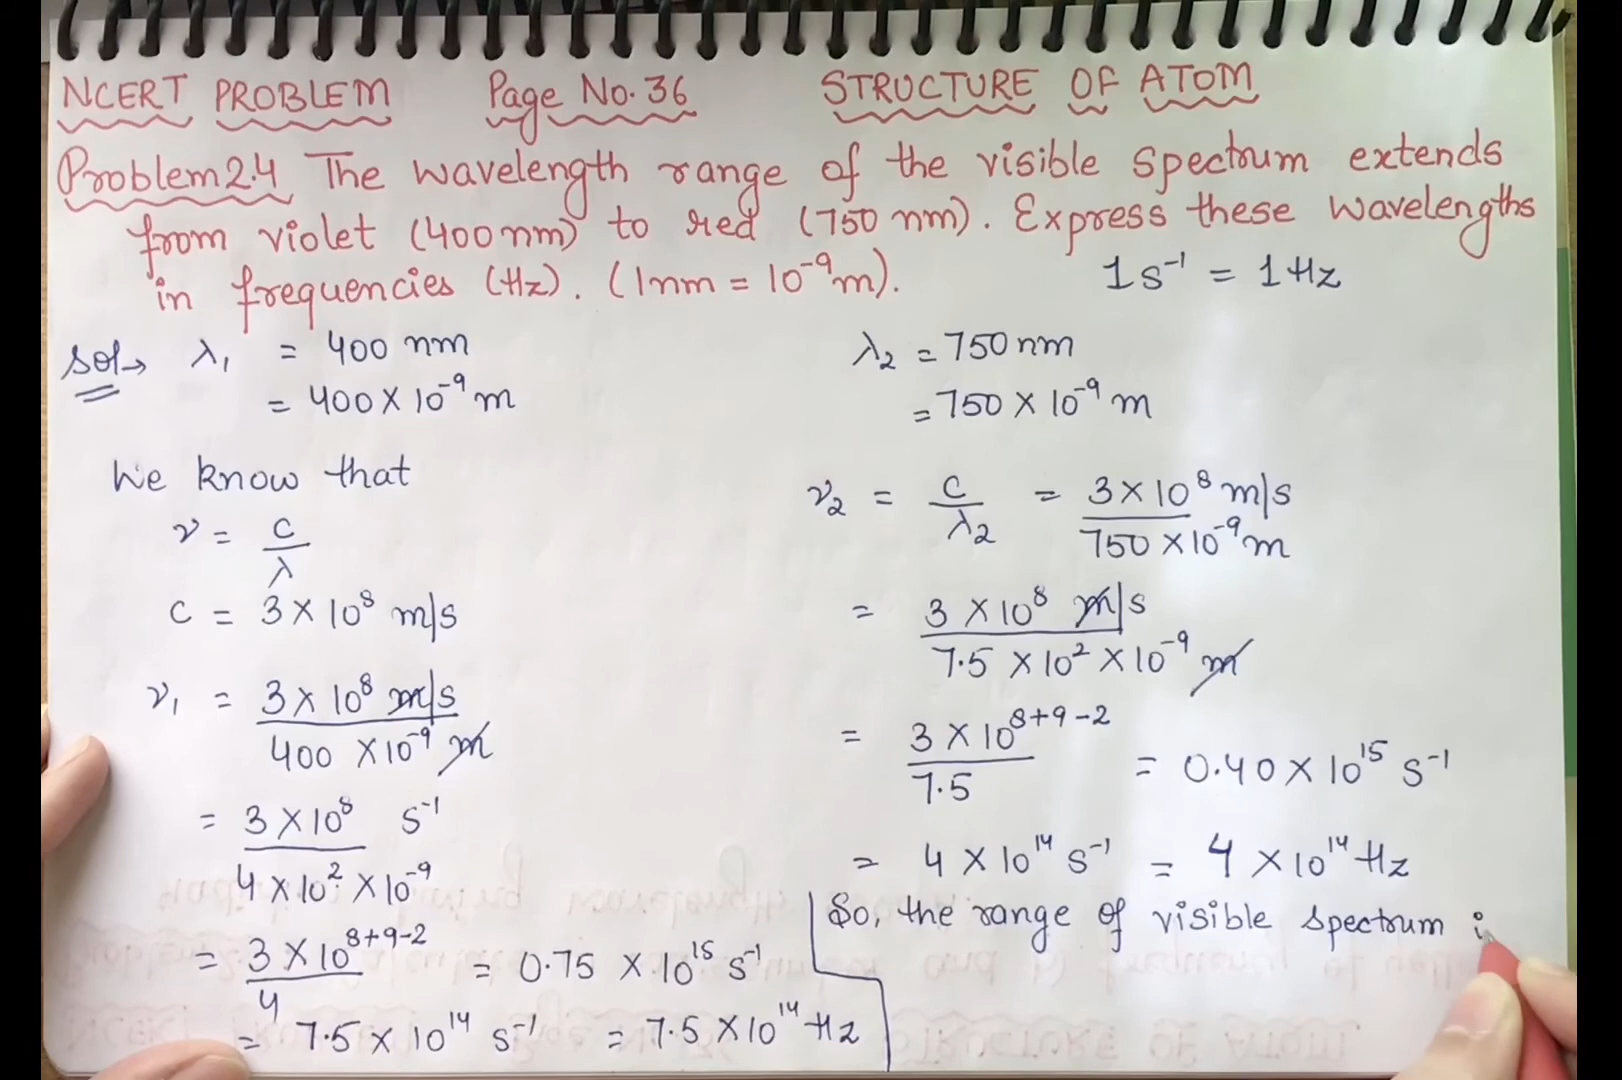 NCERT PROBLEM Page No. 36 STRUCTURE OF ATOM
Problem 2.4 The wavelength range of the visible spectrum extends
from violet (400 nm) to red (750 nm). Express these wavelengths
in frequencies (Hz). (1nm = 10⁻⁹m).
1 s⁻¹ = 1 Hz
Sol→ λ₁ = 400 nm
= 400 × 10⁻⁹ m
We know that
ν = c/λ
c = 3 × 10⁸ m/s
ν₁ = 3 × 10⁸ m/s / 400 × 10⁻⁹ m
= 3 × 10⁸ / 4 × 10² × 10⁻⁹ s⁻¹
= 3 × 10⁸⁺⁹⁻² / 4 = 0.75 × 10¹⁵ s⁻¹
= 7.5 × 10¹⁴ s⁻¹ = 7.5 × 10¹⁴ Hz
λ₂ = 750 nm
= 750 × 10⁻⁹ m
ν₂ = c/λ₂ = 3 × 10⁸ m/s / 750 × 10⁻⁹ m
= 3 × 10⁸ m/s / 7.5 × 10² × 10⁻⁹ m
= 3 × 10⁸⁺⁹⁻² / 7.5 = 0.40 × 10¹⁵ s⁻¹
= 4 × 10¹⁴ s⁻¹ = 4 × 10¹⁴ Hz
So, the range of visible spectrum i